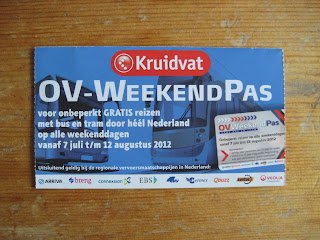 Kruidvat
OV-WEEKENDPAS
voor onbeperkt GRATIS reizen
met bus en tram door héél Nederland
op alle weekenddagen
vanaf 7 juli t/m 12 augustus 2012
OVWEEKEND Pas
Uitsluitend geldig bij de regionale vervoersmaatschappijen in Nederland:
ARRIVA breng connexxion EBS Hermes Qbuzz VEOLIA